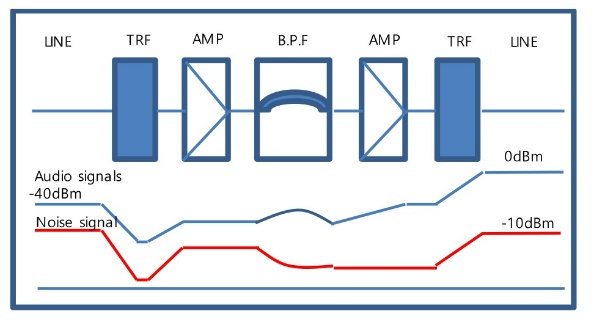 LINE TRF AMP B.P.F AMP TRF LINE
0dBm
Audio signals
-40dBm
Noise signal
-10dBm